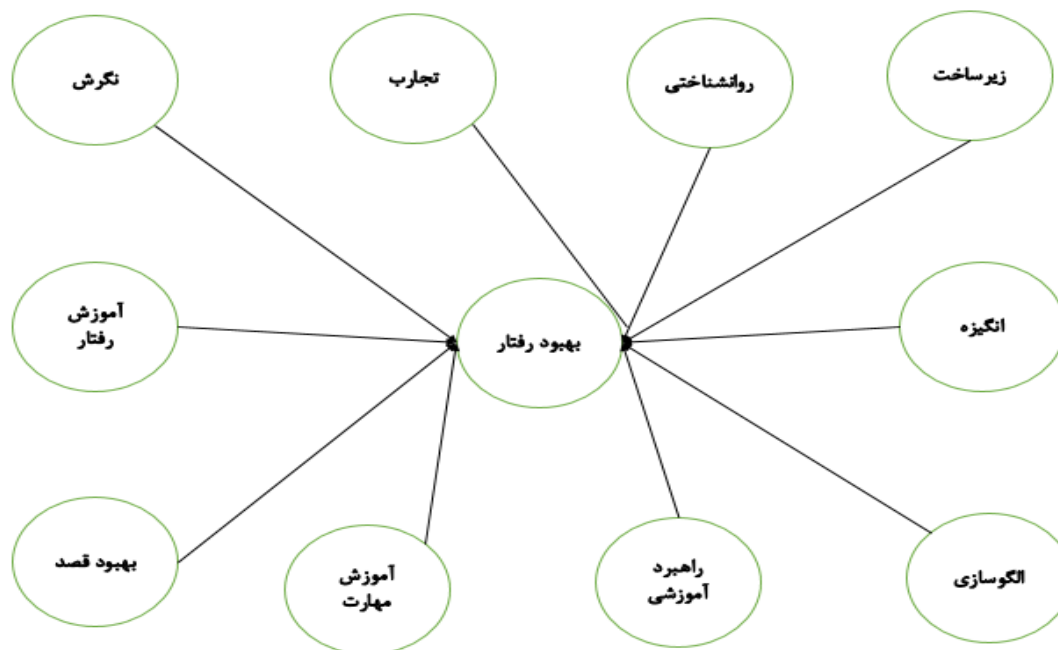 زیرساخت
روانشناختی
تجارب
نگرش
انگیزه
بهبود رفتار
آموزش
رفتار
الگوسازی
راهبرد
آموزشی
آموزش
مهارت
بهبود قصد